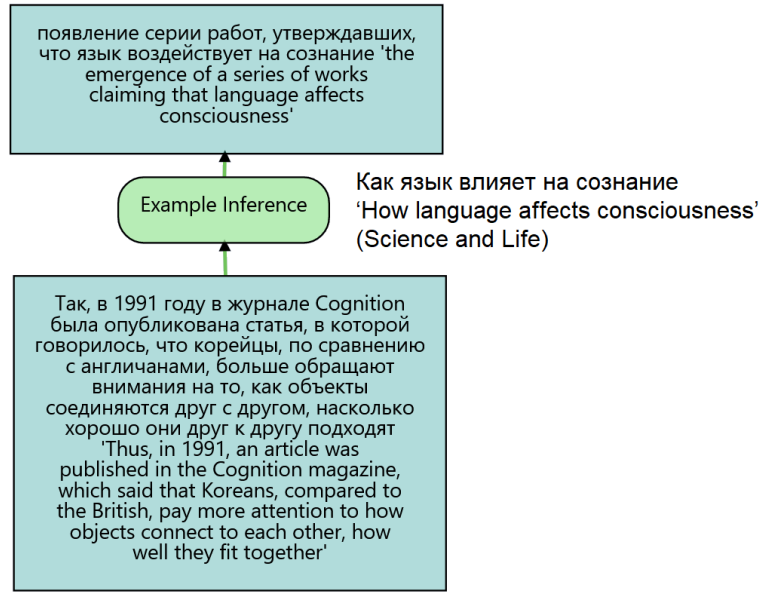 появление серии работ, утверждавших,
что язык воздействует на сознание 'the
emergence of a series of works
claiming that language affects
consciousness'
Example Inference
Как язык влияет на сознание
‘How language affects consciousness’
(Science and Life)
Так, в 1991 году в журнале Cognition
была опубликована статья, в которой
говорилось, что корейцы, по сравнению
с англичанами, больше обращают
внимания на то, как объекты
соединяются друг с другом, насколько
хорошо они друг к другу подходят
'Thus, in 1991, an article was
published in the Cognition magazine,
which said that Koreans, compared to
the British, pay more attention to how
objects connect to each other, how
well they fit together'